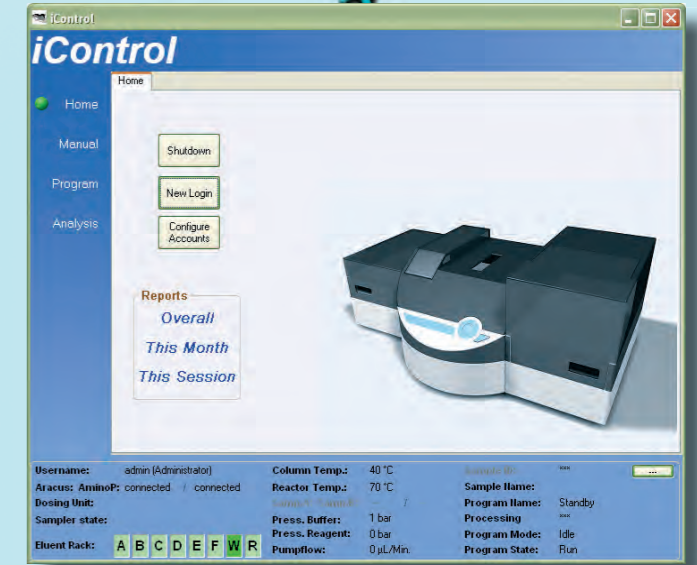 iControl
iControl
Home
Home
Manual
Program
Analysis
Shutdown
New Login
Configure
Accounts
Reports
Overall
This Month
This Session
Username: admin (Administrator)
Aracus: AminoP: connected / connected
Dosing Unit:
Sampler state:
Eluent Rack: A B C D E F W R
Column Temp.: 40 °C
Reactor Temp.: 70 °C
Press. Buffer: 1 bar
Press. Reagent: 0 bar
Pumpflow: 0 µL/Min.
Sample ID: ***
Sample Name:
Program Name: Standby
Processing ***
Program Mode: Idle
Program State: Run
...